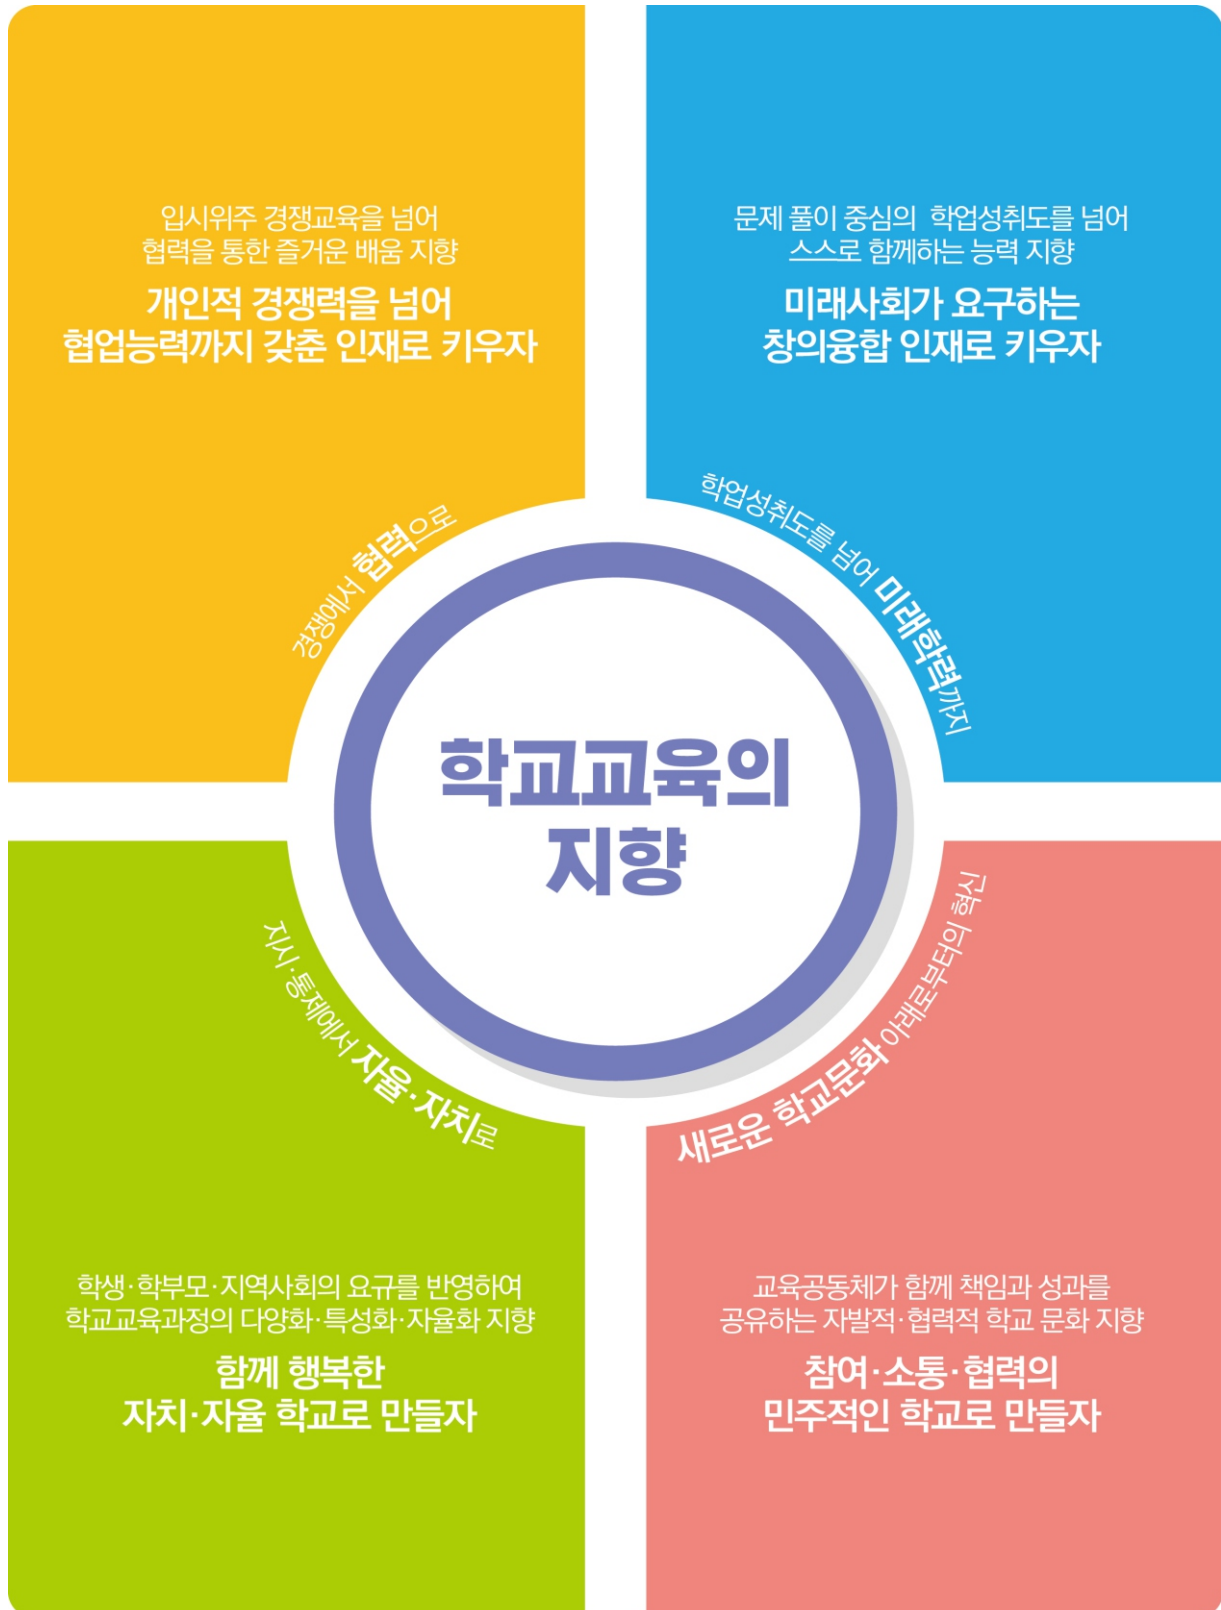 입시위주 경쟁교육을 넘어
협력을 통한 즐거운 배움 지향
개인적 경쟁력을 넘어
협업능력까지 갖춘 인재로 키우자
경쟁에서 협력으로
문제 풀이 중심의 학업성취도를 넘어
스스로 함께하는 능력 지향
미래사회가 요구하는
창의융합 인재로 키우자
학업성취도를 넘어 미래학력까지
학교교육의
지향
지시·통제에서 자율·자치로
학생·학부모·지역사회의 요규를 반영하여
학교교육과정의 다양화·특성화·자율화 지향
함께 행복한
자치·자율 학교로 만들자
새로운 학교문화 아래로부터의 혁신
교육공동체가 함께 책임과 성과를
공유하는 자발적·협력적 학교 문화 지향
참여·소통·협력의
민주적인 학교로 만들자